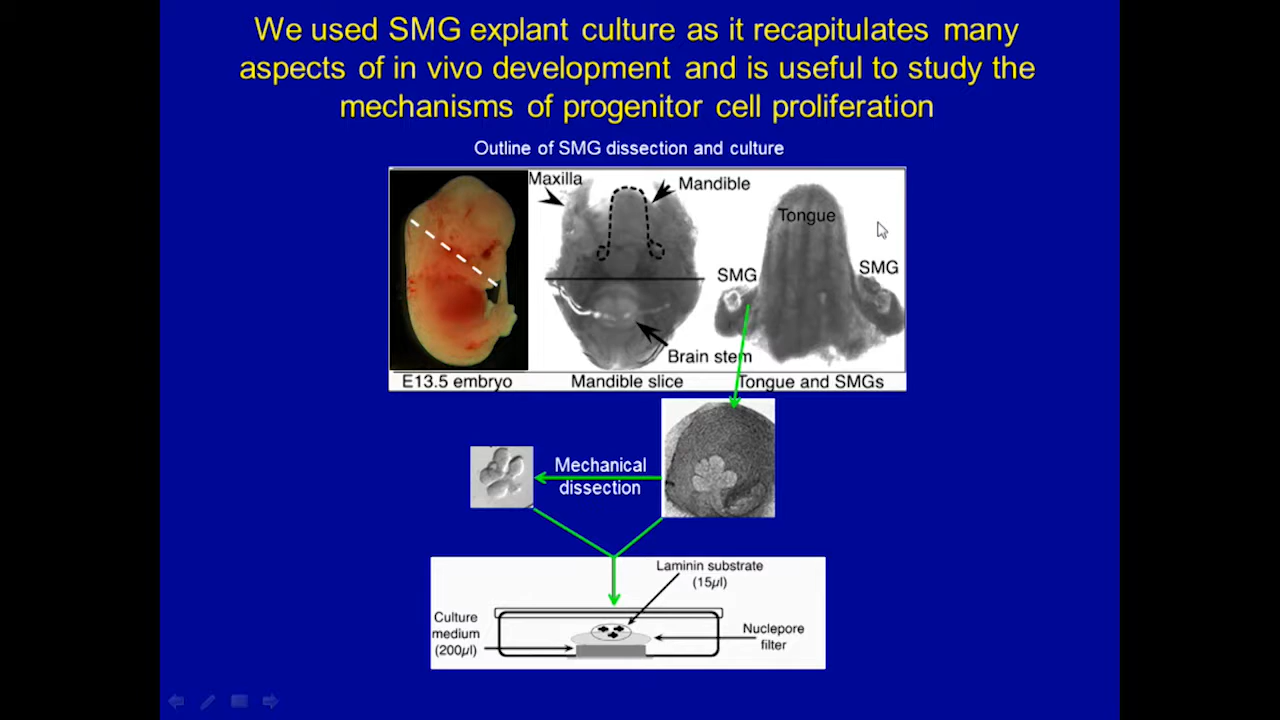 We used SMG explant culture as it recapitulates many
aspects of in vivo development and is useful to study the
mechanisms of progenitor cell proliferation
Outline of SMG dissection and culture
Maxilla
Mandible
Tongue
SMG
SMG
Brain stem
E13.5 embryo
Mandible slice
Tongue and SMGs
Mechanical
dissection
Laminin substrate
(15µl)
Culture
medium
(200µl)
Nuclepore
filter